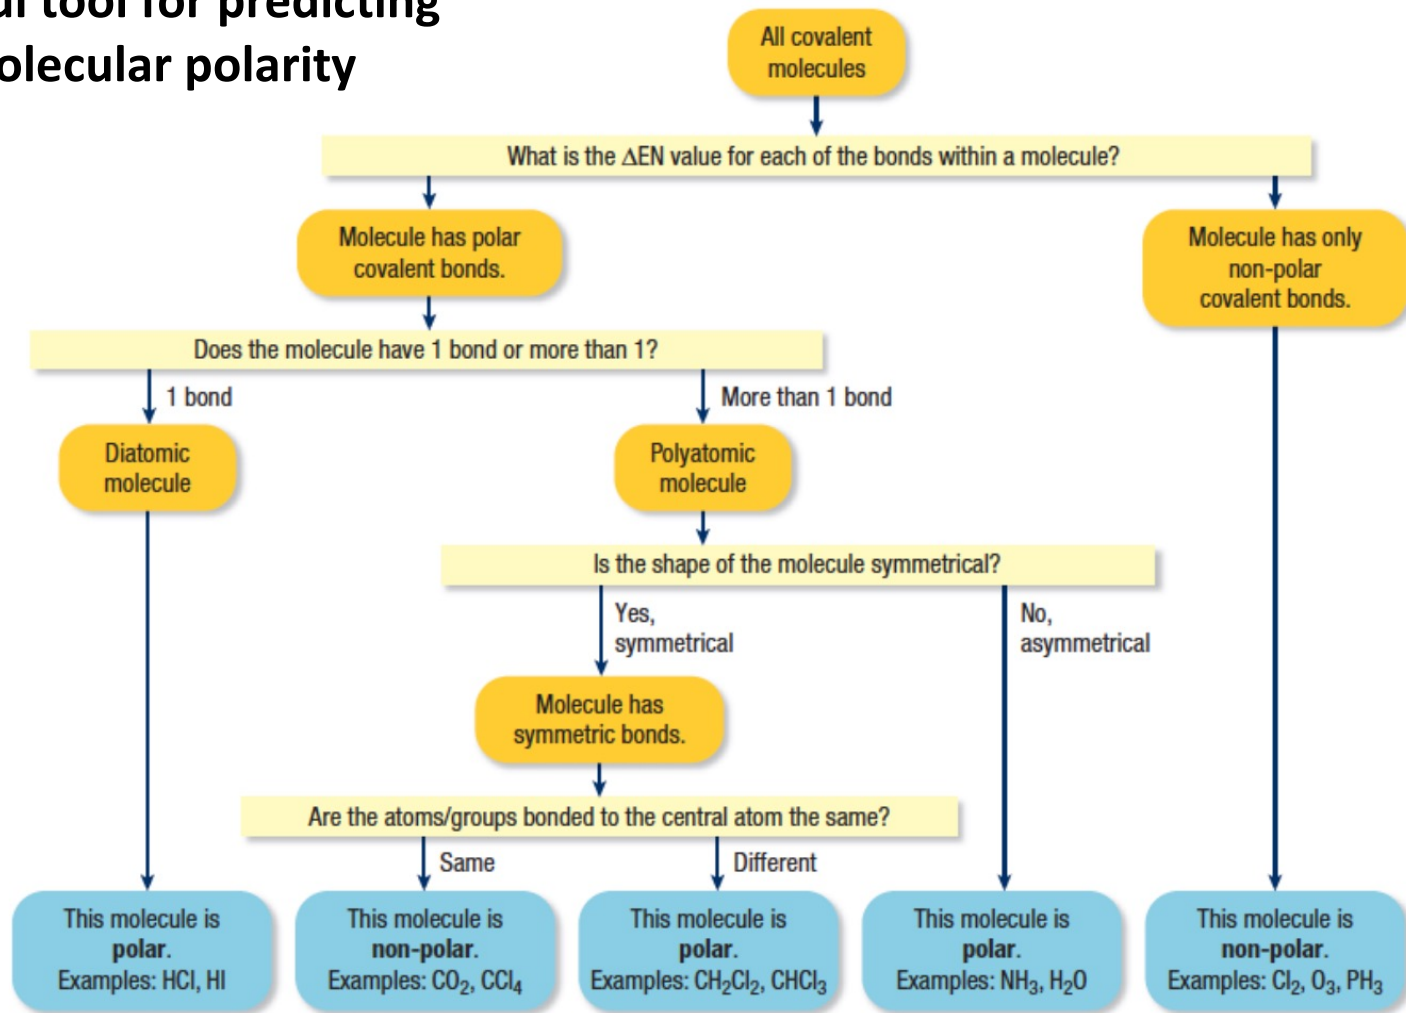 tool for predicting
polarity
All covalent
molecules
What is the ΔEN value for each of the bonds within a molecule?
Molecule has polar
covalent bonds.
Molecule has only
non-polar
covalent bonds.
Does the molecule have 1 bond or more than 1?
1 bond
More than 1 bond
Diatomic
molecule
Polyatomic
molecule
Is the shape of the molecule symmetrical?
Yes,
symmetrical
No,
asymmetrical
Molecule has
symmetric bonds.
Are the atoms/groups bonded to the central atom the same?
Same
Different
This molecule is
polar.
Examples: HCl, HI
This molecule is
non-polar.
Examples: CO₂, CCl₄
This molecule is
polar.
Examples: CH₂Cl₂, CHCl₃
This molecule is
polar.
Examples: NH₃, H₂O
This molecule is
non-polar.
Examples: Cl₂, O₃, PH₃